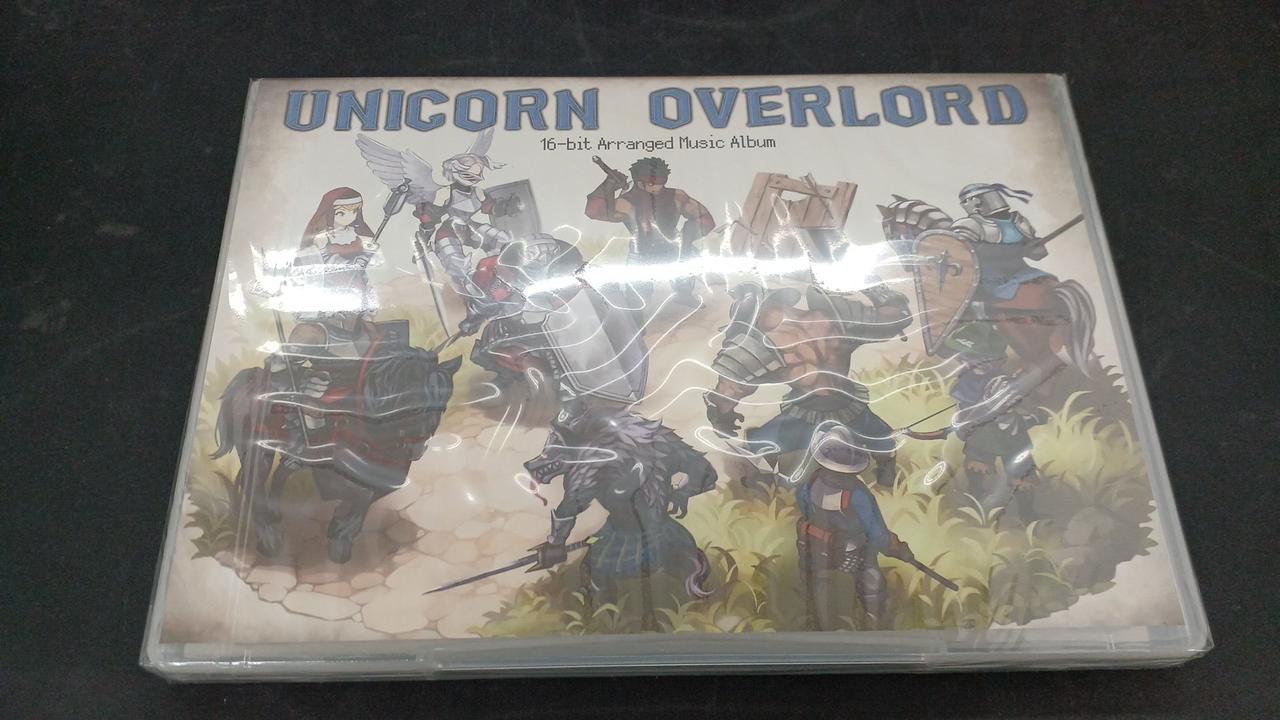 UNICORN OVERLORD
16-bit Arranged Music Album